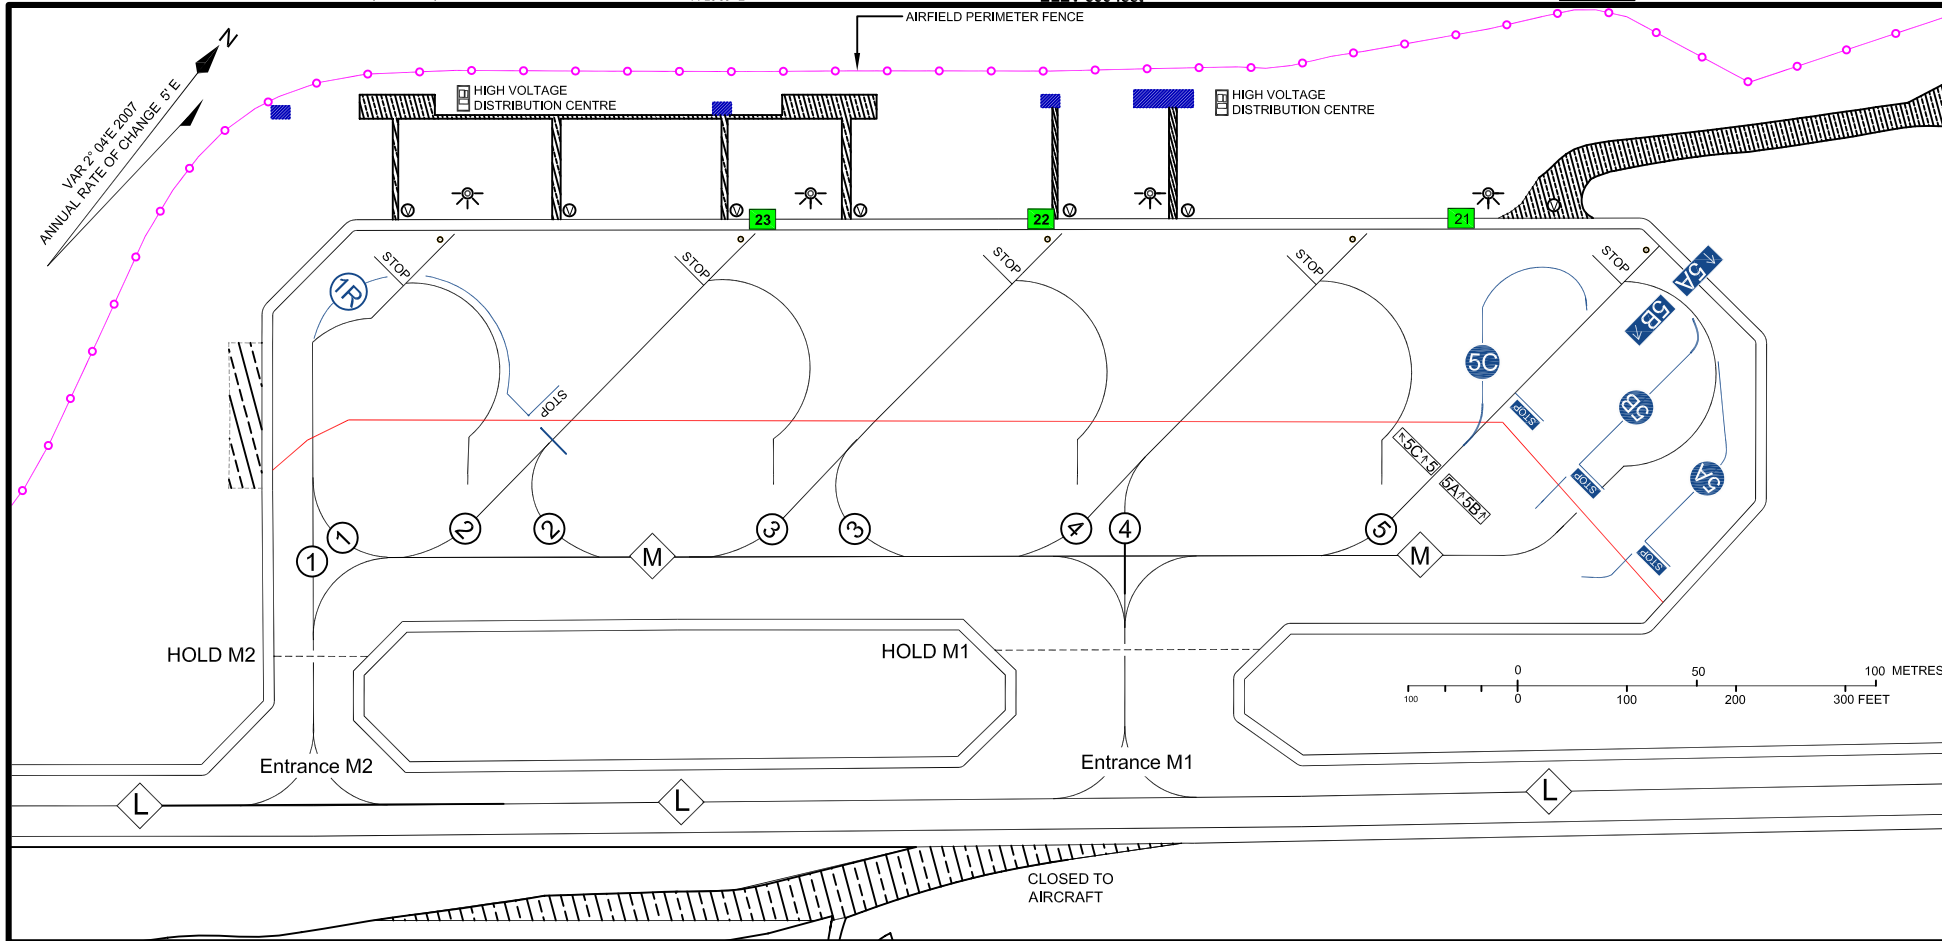 AIRFIELD PERIMETER FENCE
N
VAR 2° 04'E 2007
ANNUAL RATE OF CHANGE 5' E
HIGH VOLTAGE
DISTRIBUTION CENTRE
HIGH VOLTAGE
DISTRIBUTION CENTRE
V
V
V
V
V
V
V
23
22
21
STOP
STOP
STOP
STOP
STOP
1R
5A
5B
5C
STOP
STOP
5B
↖5C↑5
5A↑5B↑
STOP
5A
STOP
1
1
2
2
3
3
4
4
5
M
M
HOLD M2
HOLD M1
0 50 100 METRES
100 0 100 200 300 FEET
Entrance M2
Entrance M1
L
L
L
CLOSED TO
AIRCRAFT